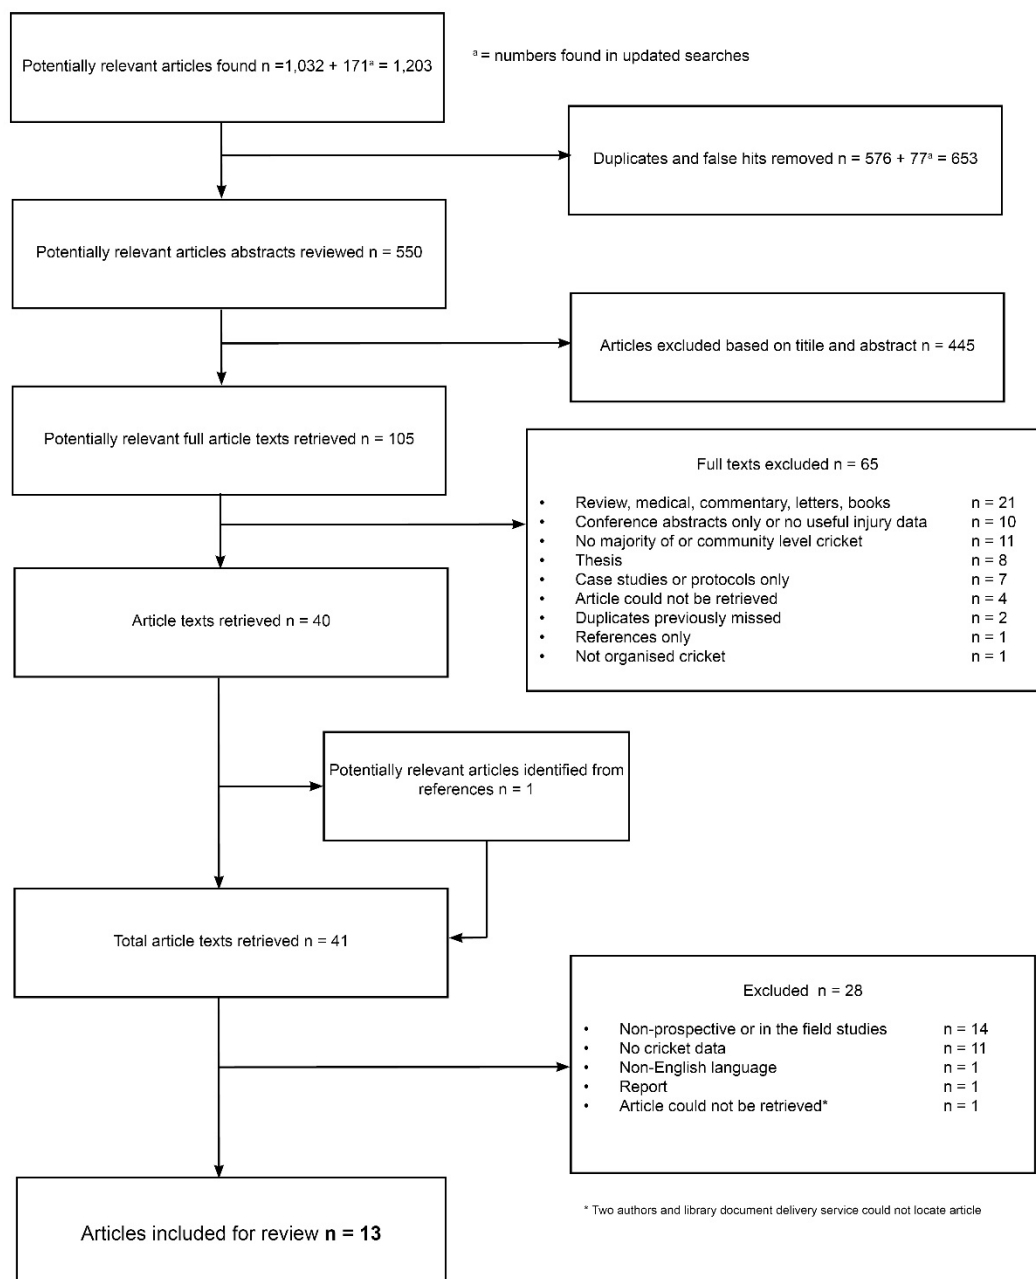 Potentially relevant articles found n =1,032 + 171ª = 1,203
ª = numbers found in updated searches
Duplicates and false hits removed n = 576 + 77ª = 653
Potentially relevant articles abstracts reviewed n = 550
Articles excluded based on titile and abstract n = 445
Potentially relevant full article texts retrieved n = 105
Full texts excluded n = 65
• Review, medical, commentary, letters, books n = 21
• Conference abstracts only or no useful injury data n = 10
• No majority of or community level cricket n = 11
• Thesis n = 8
• Case studies or protocols only n = 7
• Article could not be retrieved n = 4
• Duplicates previously missed n = 2
• References only n = 1
• Not organised cricket n = 1
Article texts retrieved n = 40
Potentially relevant articles identified from
references n = 1
Total article texts retrieved n = 41
Excluded n = 28
• Non-prospective or in the field studies n = 14
• No cricket data n = 11
• Non-English language n = 1
• Report n = 1
• Article could not be retrieved* n = 1
* Two authors and library document delivery service could not locate article
Articles included for review n = 13